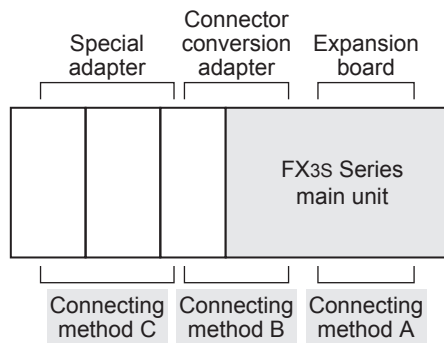 Special
adapter
Connector
conversion
adapter
Expansion
board
FX3S Series
main unit
Connecting
method C
Connecting
method B
Connecting
method A